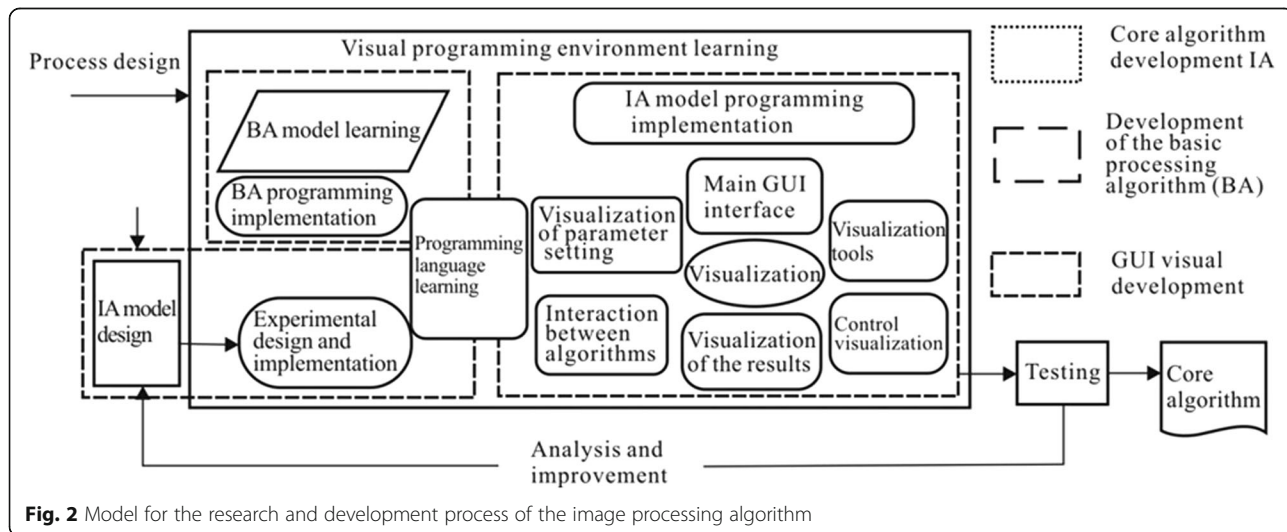 Process design
Visual programming environment learning
BA model learning
BA programming
implementation
IA model
design
Experimental
design and
implementation
Programming
language
learning
IA model programming
implementation
Main GUI
interface
Visualization
of parameter
setting
Visualization
tools
Visualization
Interaction
between
algorithms
Visualization
of the results
Control
visualization
Core algorithm
development IA
Development
of the basic
processing
algorithm (BA)
GUI visual
development
Testing
Core
algorithm
Analysis and
improvement
Fig. 2 Model for the research and development process of the image processing algorithm